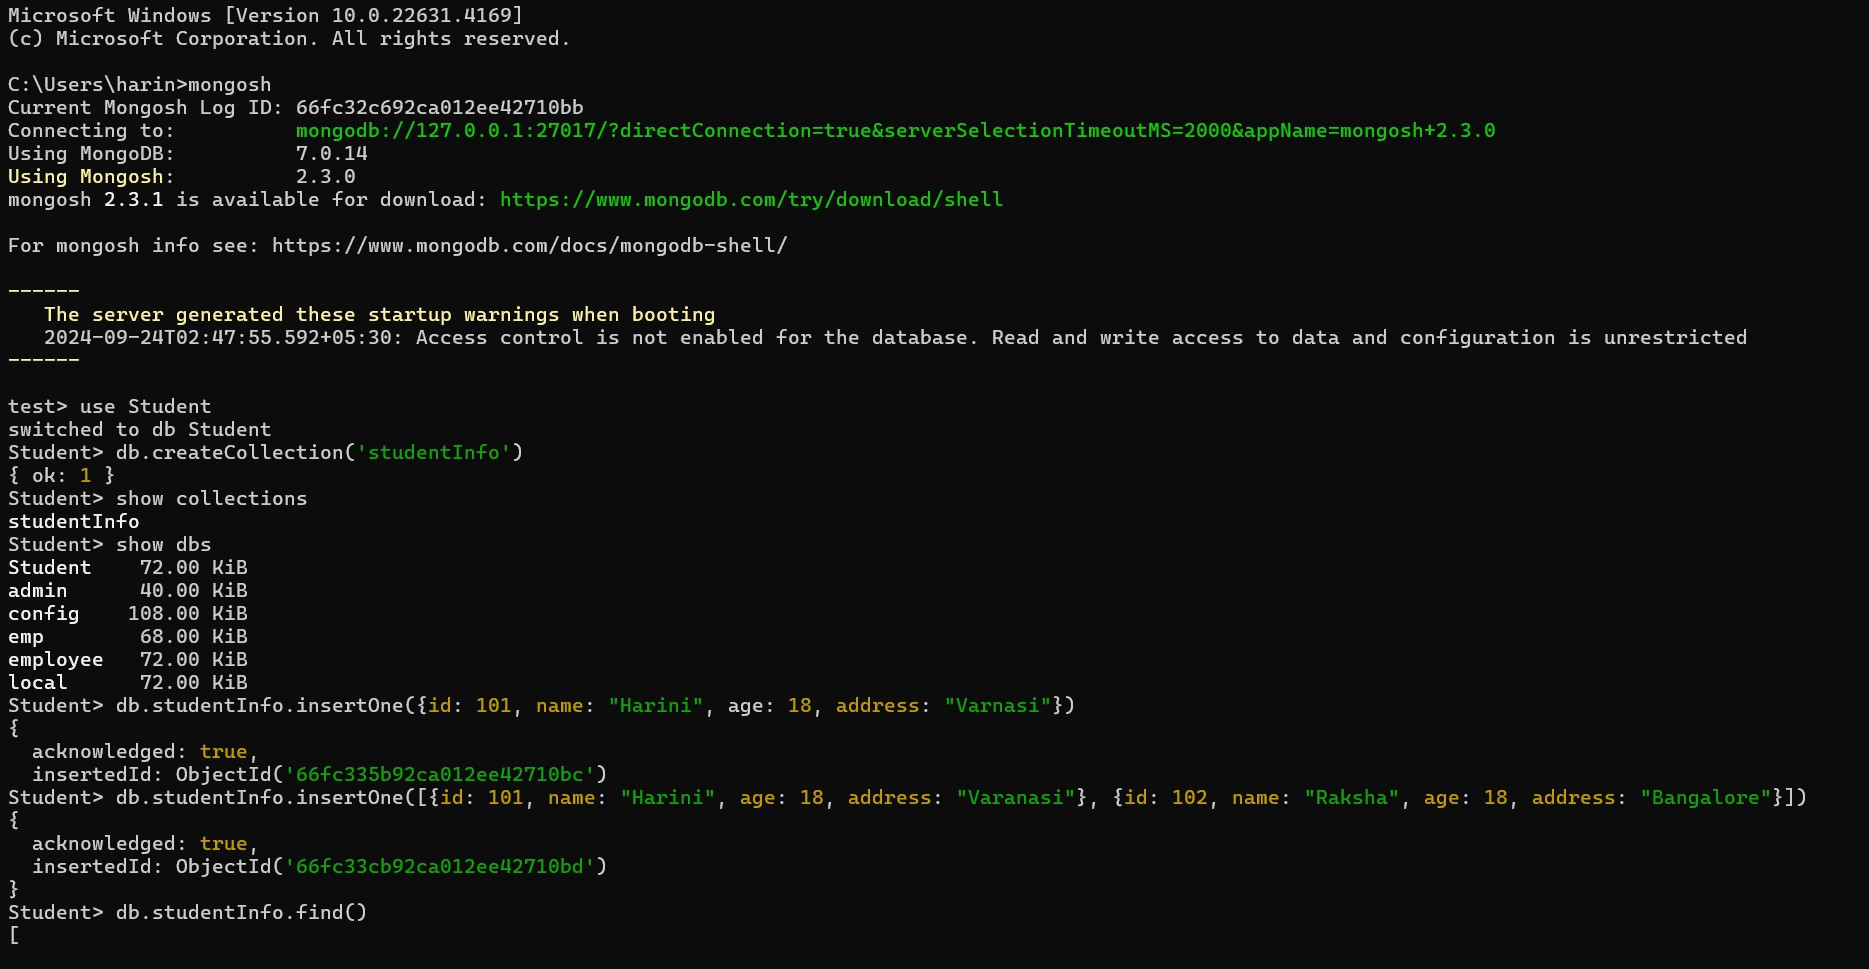 Microsoft Windows [Version 10.0.22631.4169]
(c) Microsoft Corporation. All rights reserved.
C:\Users\harin>mongosh
Current Mongosh Log ID: 66fc32c692ca012ee42710bb
Connecting to:          mongodb://127.0.0.1:27017/?directConnection=true&serverSelectionTimeoutMS=2000&appName=mongosh+2.3.0
Using MongoDB:          7.0.14
Using Mongosh:          2.3.0
mongosh 2.3.1 is available for download: https://www.mongodb.com/try/download/shell
For mongosh info see: https://www.mongodb.com/docs/mongodb-shell/
------
   The server generated these startup warnings when booting
   2024-09-24T02:47:55.592+05:30: Access control is not enabled for the database. Read and write access to data and configuration is unrestricted
------
test> use Student
switched to db Student
Student> db.createCollection('studentInfo')
{ ok: 1 }
Student> show collections
studentInfo
Student> show dbs
Student    72.00 KiB
admin      40.00 KiB
config    108.00 KiB
emp        68.00 KiB
employee   72.00 KiB
local      72.00 KiB
Student> db.studentInfo.insertOne({id: 101, name: "Harini", age: 18, address: "Varnasi"})
{
  acknowledged: true,
  insertedId: ObjectId('66fc335b92ca012ee42710bc')
Student> db.studentInfo.insertOne([{id: 101, name: "Harini", age: 18, address: "Varanasi"}, {id: 102, name: "Raksha", age: 18, address: "Bangalore"}])
{
  acknowledged: true,
  insertedId: ObjectId('66fc33cb92ca012ee42710bd')
}
Student> db.studentInfo.find()
[